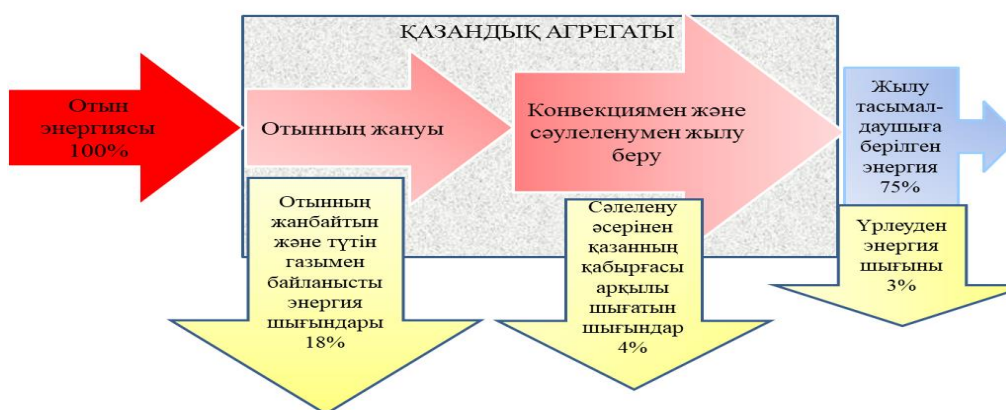 ҚАЗАНДЫҚ АГРЕГАТЫ
Отын
энергиясы
100%
Отынның жануы
Конвекциямен және
сәулеленумен жылу
беру
Жылу
тасымал-
даушыға
берілген
энергия
75%
Отынның
жанбайтын
және түтін
газымен
байланысты
энергия
шығындары
18%
Сәлелену
әсерінен
қазанның
қабырғасы
арқылы
шығатын
шығындар
4%
Үрлеуден
энергия
шығыны
3%